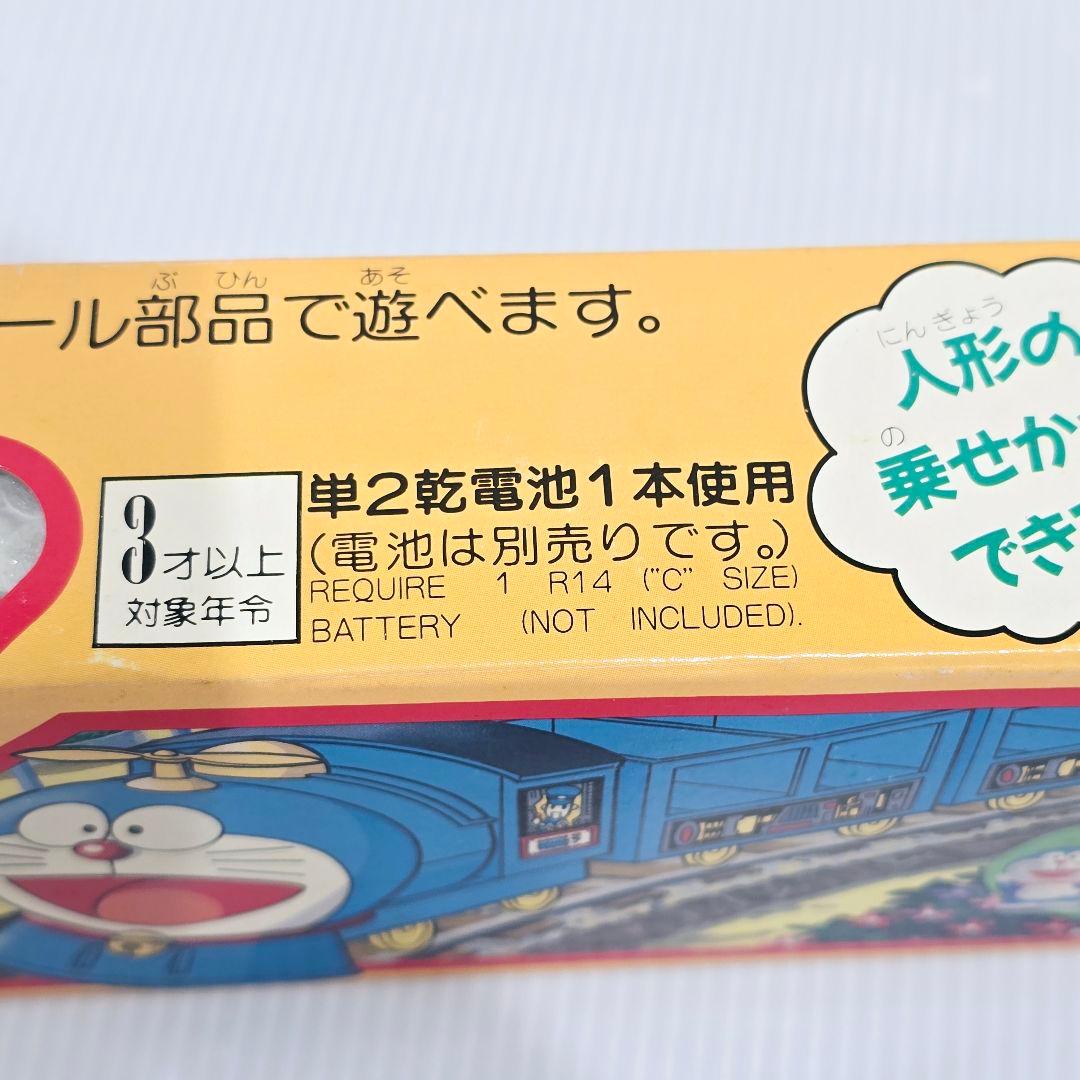 ール部品で遊べます。
ぶ ひん あそ
3才以上
対象年令
単2乾電池1本使用
(電池は別売りです。)
REQUIRE 1 R14 ("C" SIZE)
BATTERY (NOT INCLUDED).
にんぎょう
人形の
の
乗せか
でき